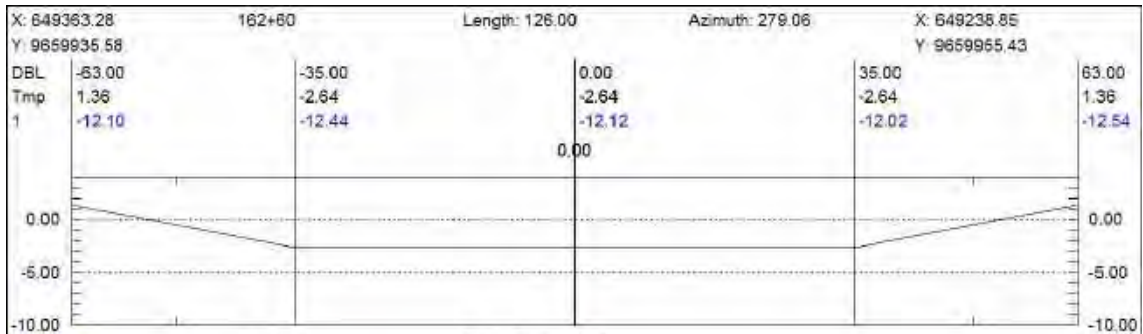 X: 649363.28 162+60 Length: 126.00 Azimuth: 279.06 X: 649238.85
Y: 9659935.58 Y: 9659965.43
DBL -63.00 -35.00 0.00 35.00 63.00
Tmp 1.36 -2.64 -2.64 -2.64 1.36
1 -12.10 -12.44 -12.12 -12.02 -12.54
0.00
0.00 0.00
-5.00 -5.00
-10.00 -10.00